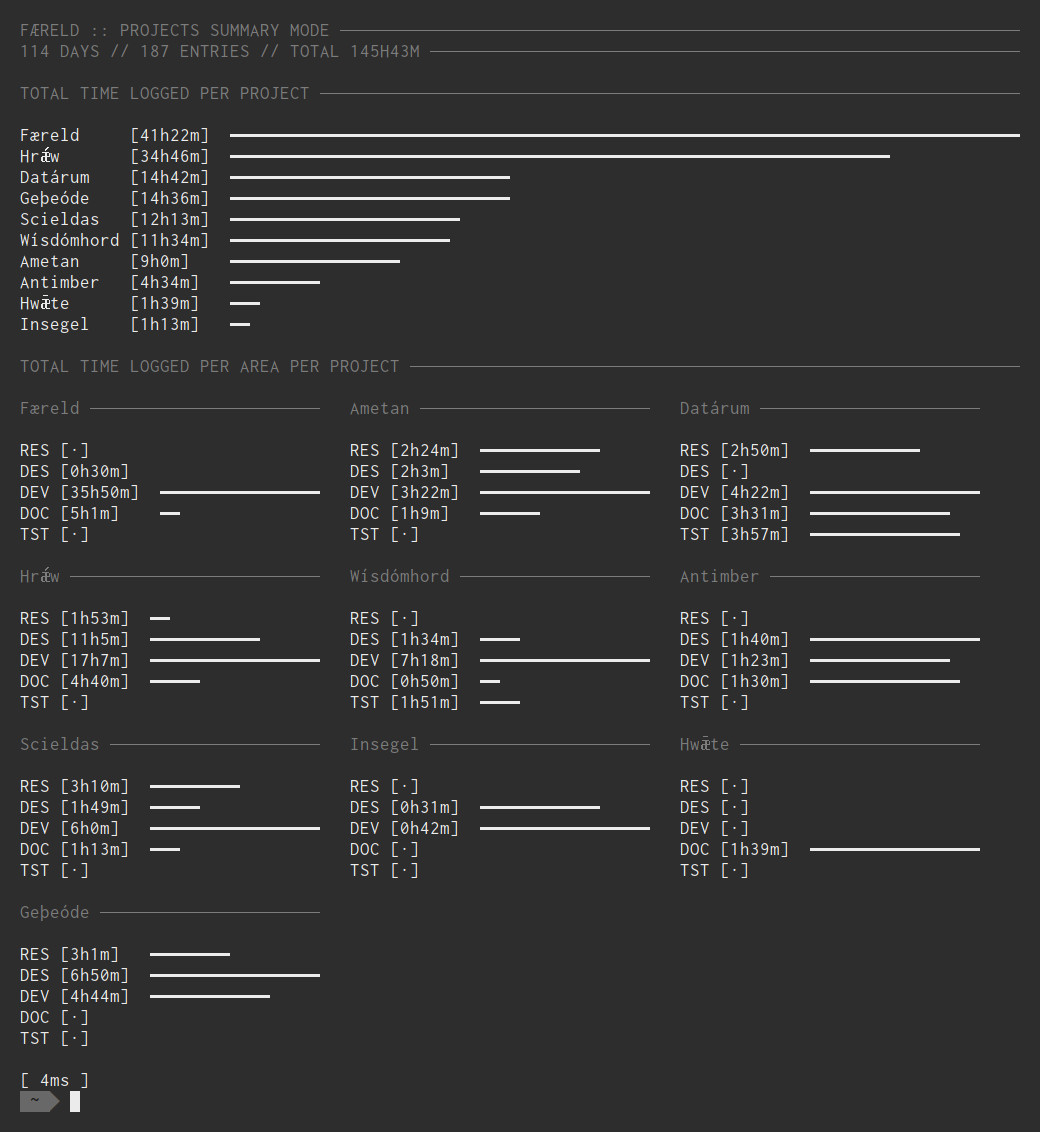 FÆRELD :: PROJECTS SUMMARY MODE
114 DAYS // 187 ENTRIES // TOTAL 145H43M
TOTAL TIME LOGGED PER PROJECT
Færeld [41h22m]
Hrǽw [34h46m]
Datárum [14h42m]
Geþeóde [14h36m]
Scieldas [12h13m]
Wísdómhord [11h34m]
Ametan [9h0m]
Antimber [4h34m]
Hwǣte [1h39m]
Insegel [1h13m]
TOTAL TIME LOGGED PER AREA PER PROJECT
Færeld Ametan Datárum
RES [·] RES [2h24m] RES [2h50m]
DES [0h30m] DES [2h3m] DES [·]
DEV [35h50m] DEV [3h22m] DEV [4h22m]
DOC [5h1m] DOC [1h9m] DOC [3h31m]
TST [·] TST [·] TST [3h57m]
Hrǽw Wísdómhord Antimber
RES [1h53m] RES [·] RES [·]
DES [11h5m] DES [1h34m] DES [1h40m]
DEV [17h7m] DEV [7h18m] DEV [1h23m]
DOC [4h40m] DOC [0h50m] DOC [1h30m]
TST [·] TST [1h51m] TST [·]
Scieldas Insegel Hwǣte
RES [3h10m] RES [·] RES [·]
DES [1h49m] DES [0h31m] DES [·]
DEV [6h0m] DEV [0h42m] DEV [·]
DOC [1h13m] DOC [·] DOC [1h39m]
TST [·] TST [·] TST [·]
Geþeóde
RES [3h1m]
DES [6h50m]
DEV [4h44m]
DOC [·]
TST [·]
[ 4ms ]
~